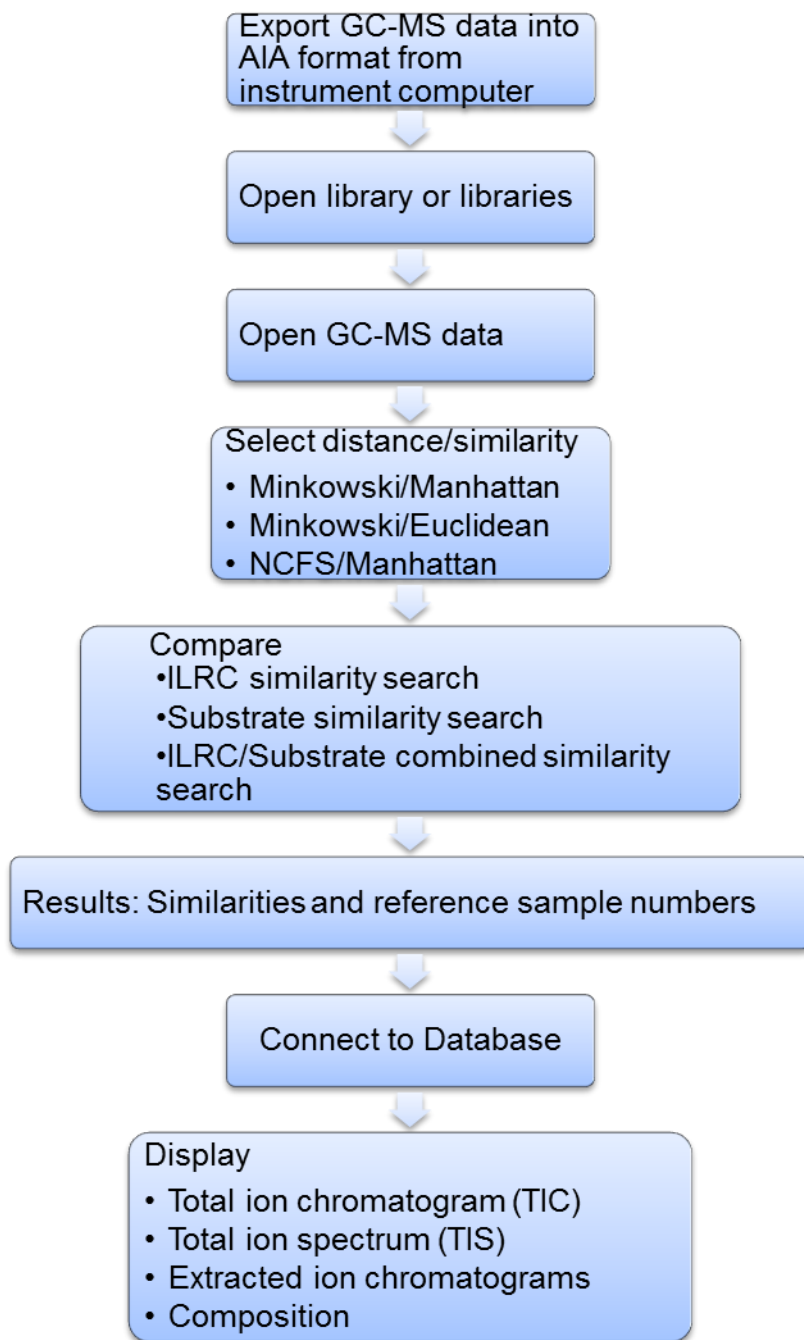 Export GC-MS data into
AIA format from
instrument computer
Open library or libraries
Open GC-MS data
Select distance/similarity
• Minkowski/Manhattan
• Minkowski/Euclidean
• NCFS/Manhattan
Compare
•ILRC similarity search
•Substrate similarity search
•ILRC/Substrate combined similarity
search
Results: Similarities and reference sample numbers
Connect to Database
Display
• Total ion chromatogram (TIC)
• Total ion spectrum (TIS)
• Extracted ion chromatograms
• Composition